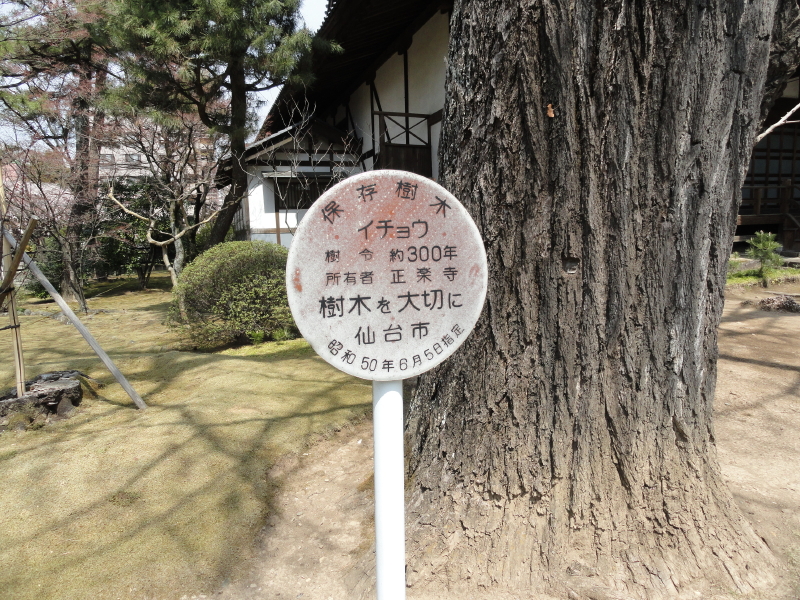 保存樹木
イチョウ
樹令 約300年
所有者 正楽寺
樹木を大切に
仙台市
昭和50年6月5日指定